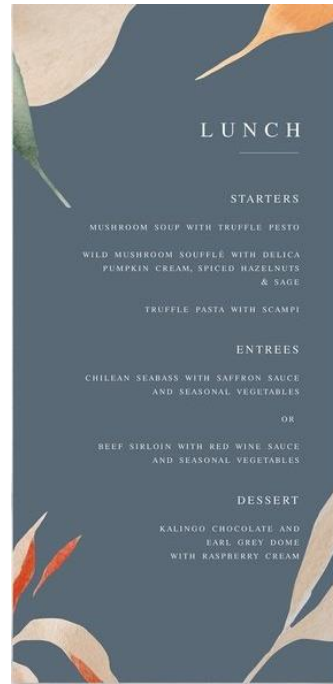 LUNCH
STARTERS
MUSHROOM SOUP WITH TRUFFLE PESTO
WILD MUSHROOM SOUFFLÉ WITH DELICA
PUMPKIN CREAM, SPICED HAZELNUTS
& SAGE
TRUFFLE PASTA WITH SCAMPI
ENTREES
CHILEAN SEABASS WITH SAFFRON SAUCE
AND SEASONAL VEGETABLES
OR
BEEF SIRLOIN WITH RED WINE SAUCE
AND SEASONAL VEGETABLES
DESSERT
KALINGO CHOCOLATE AND
EARL GREY DOME
WITH RASPBERRY CREAM